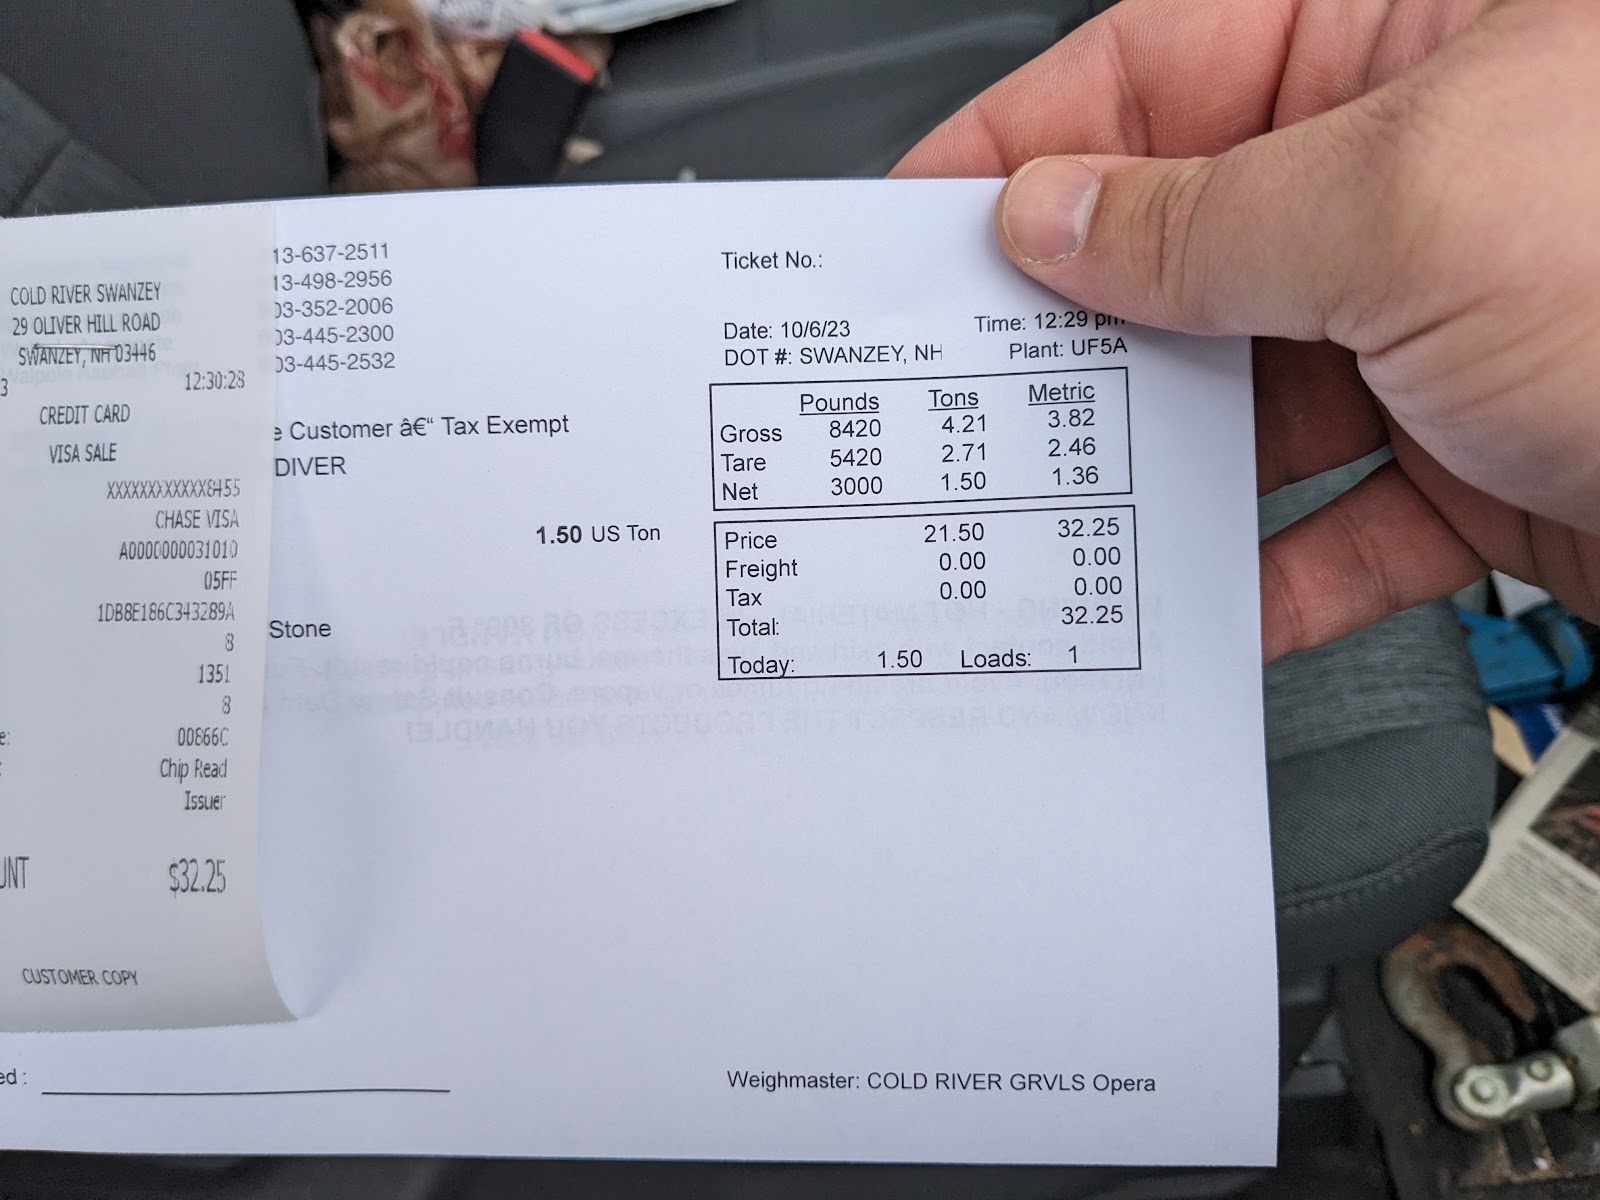 COLD RIVER SWANZEY
29 OLIVER HILL ROAD
SWANZEY, NH 03446
3 12:30:28
CREDIT CARD
VISA SALE
XXXXXXXXXXXX8455
CHASE VISA
A0000000031010
05FF
1DB8E186C343289A
8
1351
8
e: 00866C
: Chip Read
Issuer
UNT $32.25
CUSTOMER COPY
13-637-2511
13-498-2956
03-352-2006
03-445-2300
03-445-2532
e Customer â€“ Tax Exempt
DIVER
1.50 US Ton
Stone
Ticket No.:
Date: 10/6/23 Time: 12:29 pm
DOT #: SWANZEY, NH Plant: UF5A
Pounds Tons Metric
Gross 8420 4.21 3.82
Tare 5420 2.71 2.46
Net 3000 1.50 1.36
Price 21.50 32.25
Freight 0.00 0.00
Tax 0.00 0.00
Total: 32.25
Today: 1.50 Loads: 1
ed :
Weighmaster: COLD RIVER GRVLS Opera